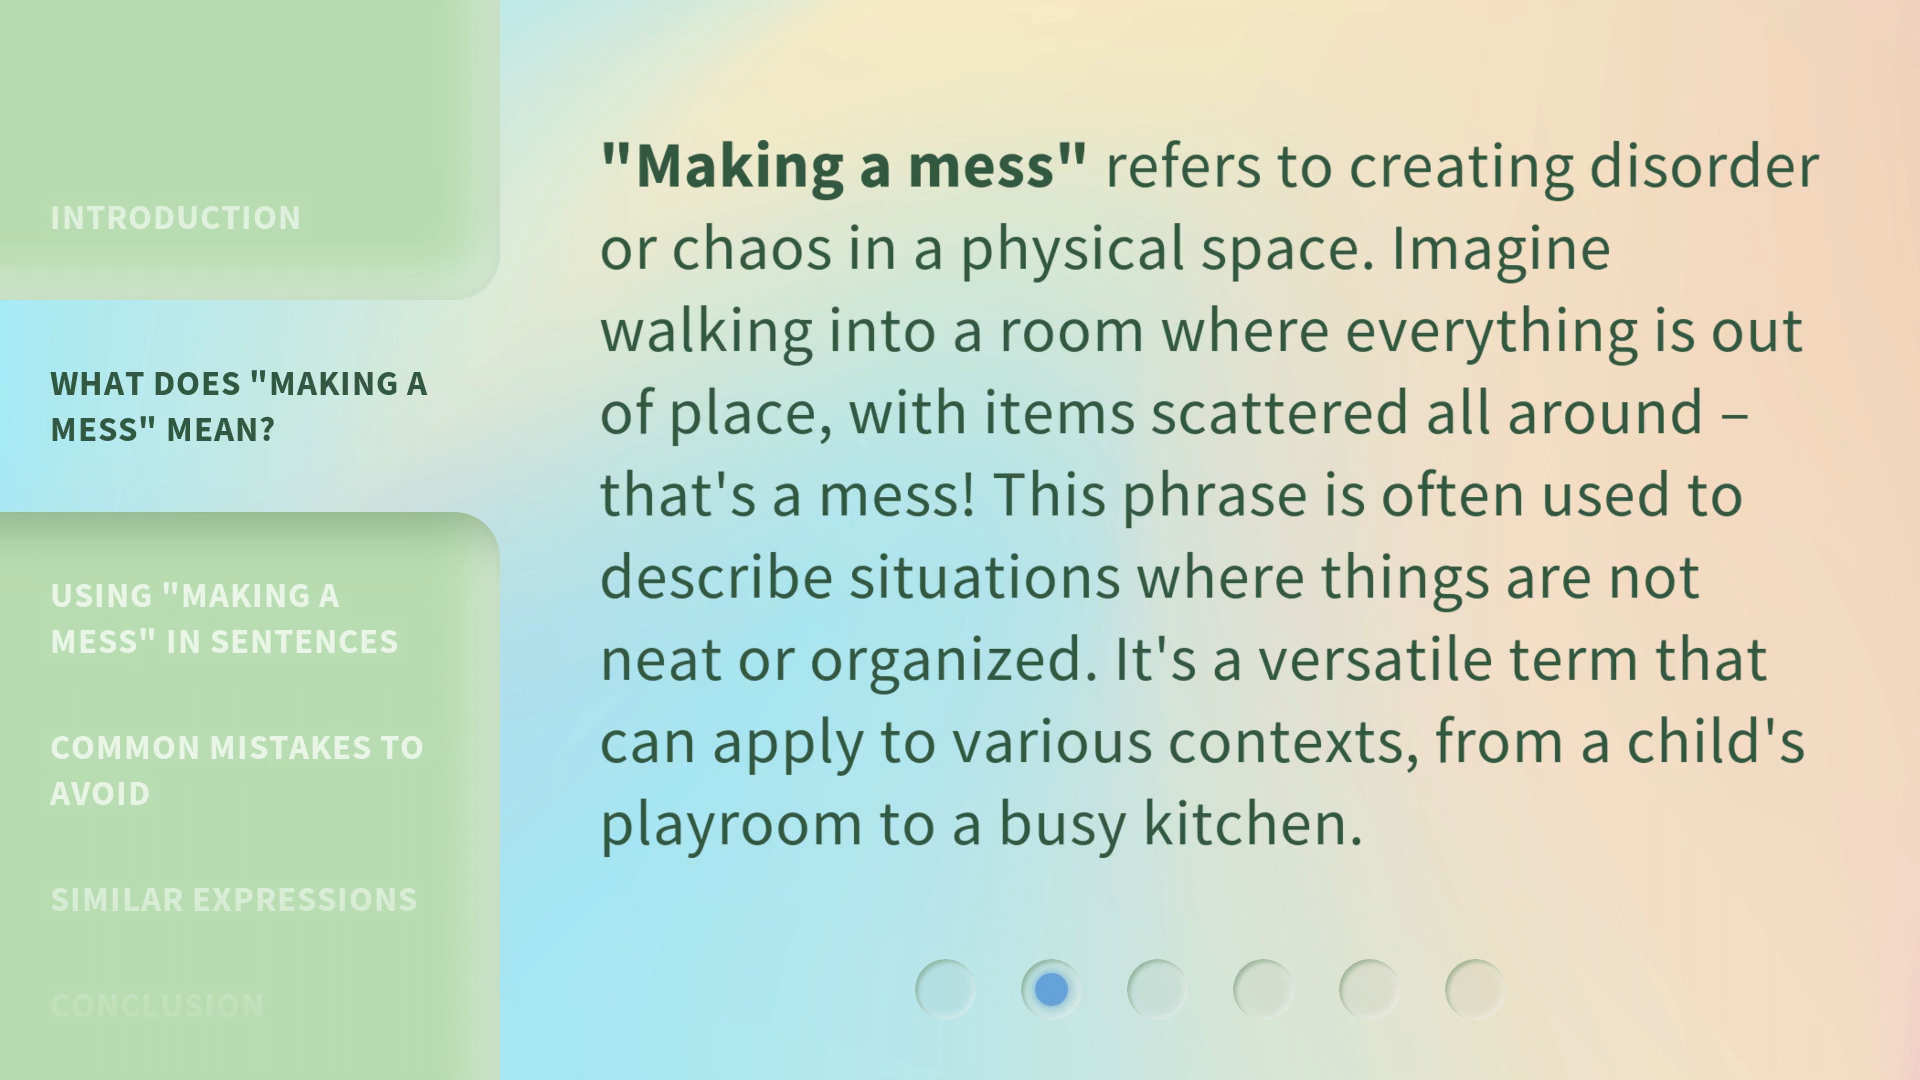 INTRODUCTION
WHAT DOES "MAKING A
MESS" MEAN?
USING "MAKING A
MESS" IN SENTENCES
COMMON MISTAKES TO
AVOID
SIMILAR EXPRESSIONS
CONCLUSION
"Making a mess" refers to creating disorder
or chaos in a physical space. Imagine
walking into a room where everything is out
of place, with items scattered all around –
that's a mess! This phrase is often used to
describe situations where things are not
neat or organized. It's a versatile term that
can apply to various contexts, from a child's
playroom to a busy kitchen.